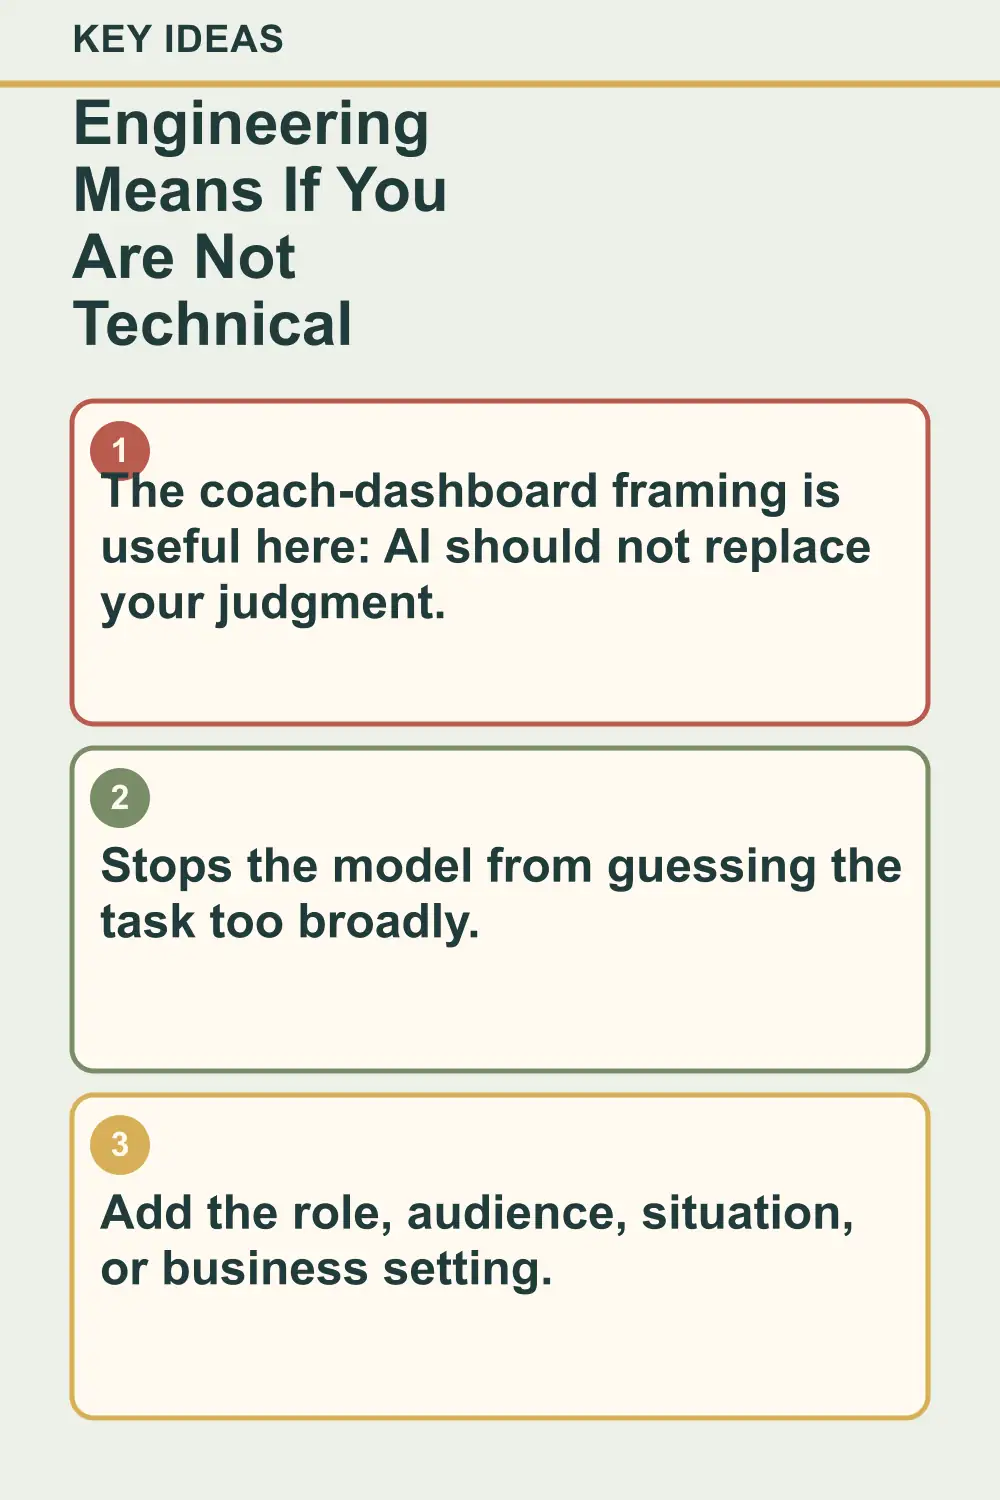 KEY IDEAS
Engineering
Means If You
Are Not
Technical
1
The coach-dashboard framing is
useful here: AI should not replace
your judgment.
2
Stops the model from guessing the
task too broadly.
3
Add the role, audience, situation,
or business setting.